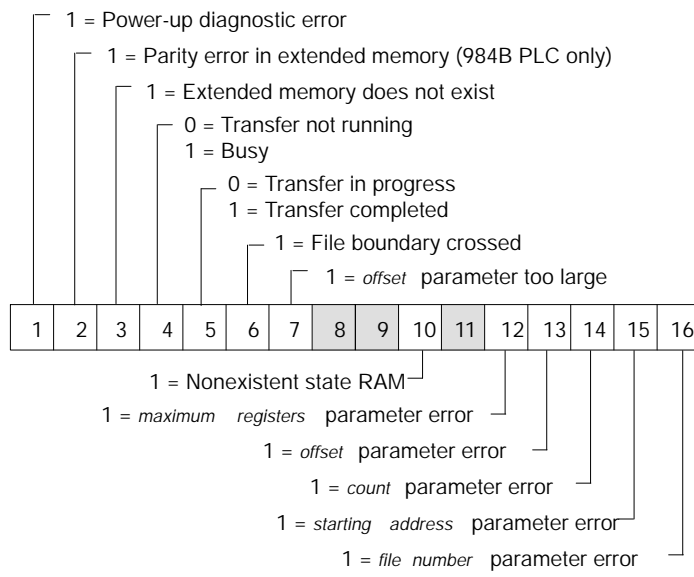 1 = Power-up diagnostic error
1 = Parity error in extended memory (984B PLC only)
1 = Extended memory does not exist
0 = Transfer not running
1 = Busy
0 = Transfer in progress
1 = Transfer completed
1 = File boundary crossed
1 = offset parameter too large
1 2 3 4 5 6 7 8 9 10 11 12 13 14 15 16
1 = Nonexistent state RAM
1 = maximum registers parameter error
1 = offset parameter error
1 = count parameter error
1 = starting address parameter error
1 = file number parameter error